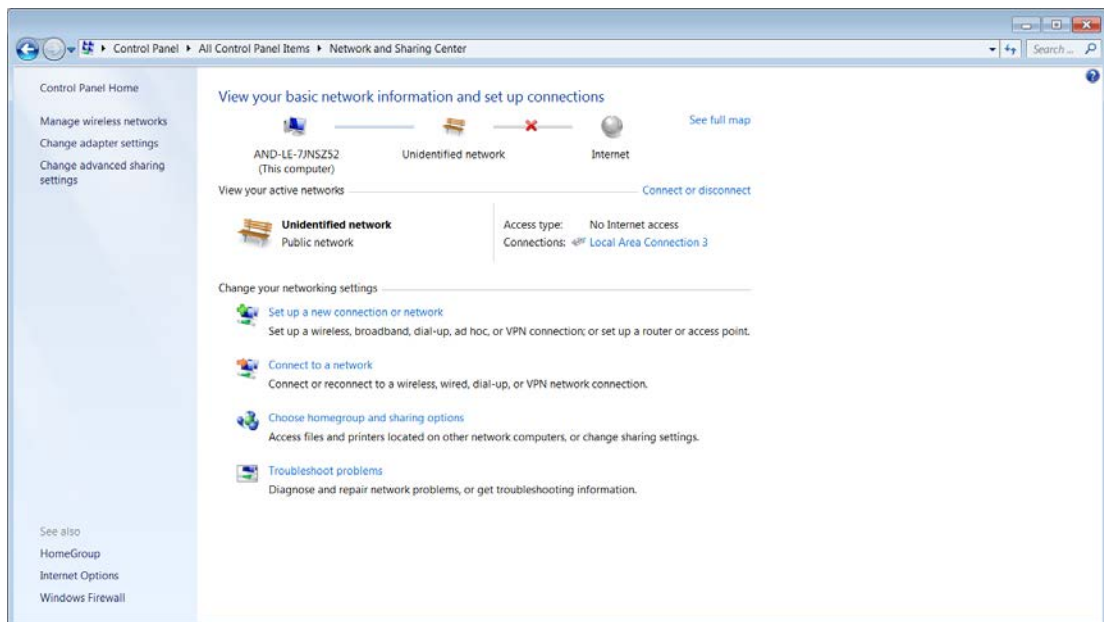 Control Panel ▸ All Control Panel Items ▸ Network and Sharing Center
Search ...
Control Panel Home
Manage wireless networks
Change adapter settings
Change advanced sharing
settings
View your basic network information and set up connections
See full map
AND-LE-7JNSZ52
(This computer)
Unidentified network
Internet
View your active networks
Connect or disconnect
Unidentified network
Public network
Access type: No Internet access
Connections: Local Area Connection 3
Change your networking settings
Set up a new connection or network
Set up a wireless, broadband, dial-up, ad hoc, or VPN connection; or set up a router or access point.
Connect to a network
Connect or reconnect to a wireless, wired, dial-up, or VPN network connection.
Choose homegroup and sharing options
Access files and printers located on other network computers, or change sharing settings.
Troubleshoot problems
Diagnose and repair network problems, or get troubleshooting information.
See also
HomeGroup
Internet Options
Windows Firewall